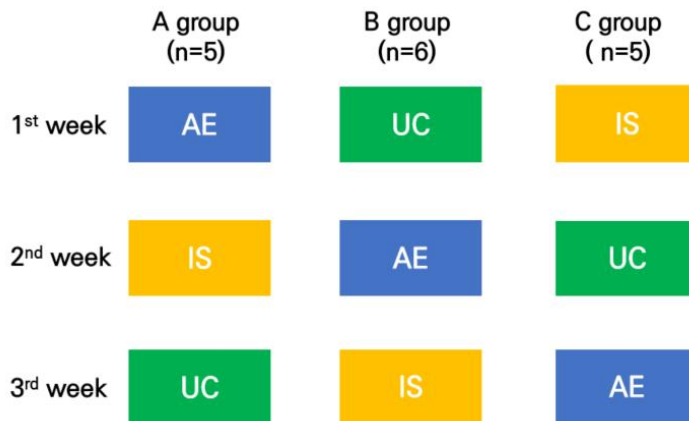 A group B group C group
(n=5) (n=6) ( n=5)
1st week AE UC IS
2nd week IS AE UC
3rd week UC IS AE